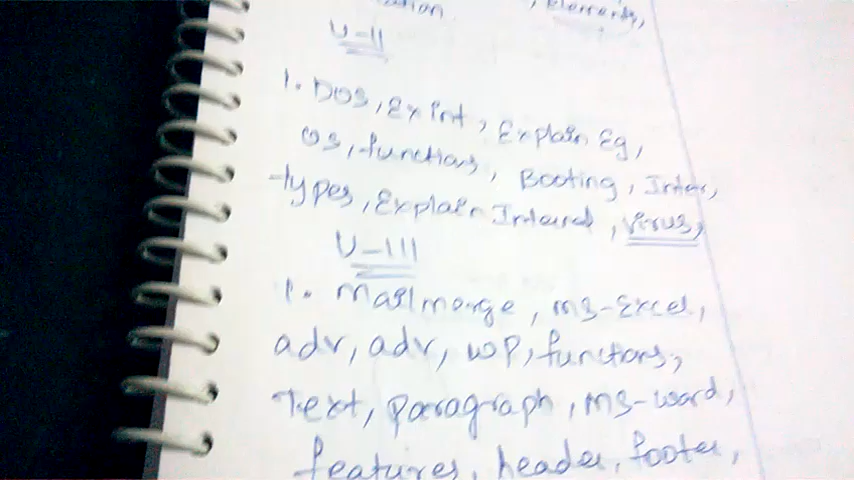 , Elements,
U-II
1. DOS, Ex int, Explain Eg,
OS, functions, Booting, Inter,
types, Explain Internal, virus,
U-III
1. Mailmerge, MS-Excel,
adv, adv, WP, functions,
Text, paragraph, MS-word,
features, header, footer,